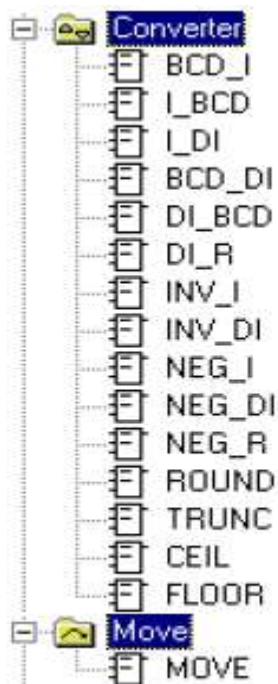 Converter
BCD_I
I_BCD
I_DI
BCD_DI
DI_BCD
DI_R
INV_I
INV_DI
NEG_I
NEG_DI
NEG_R
ROUND
TRUNC
CEIL
FLOOR
Move
MOVE